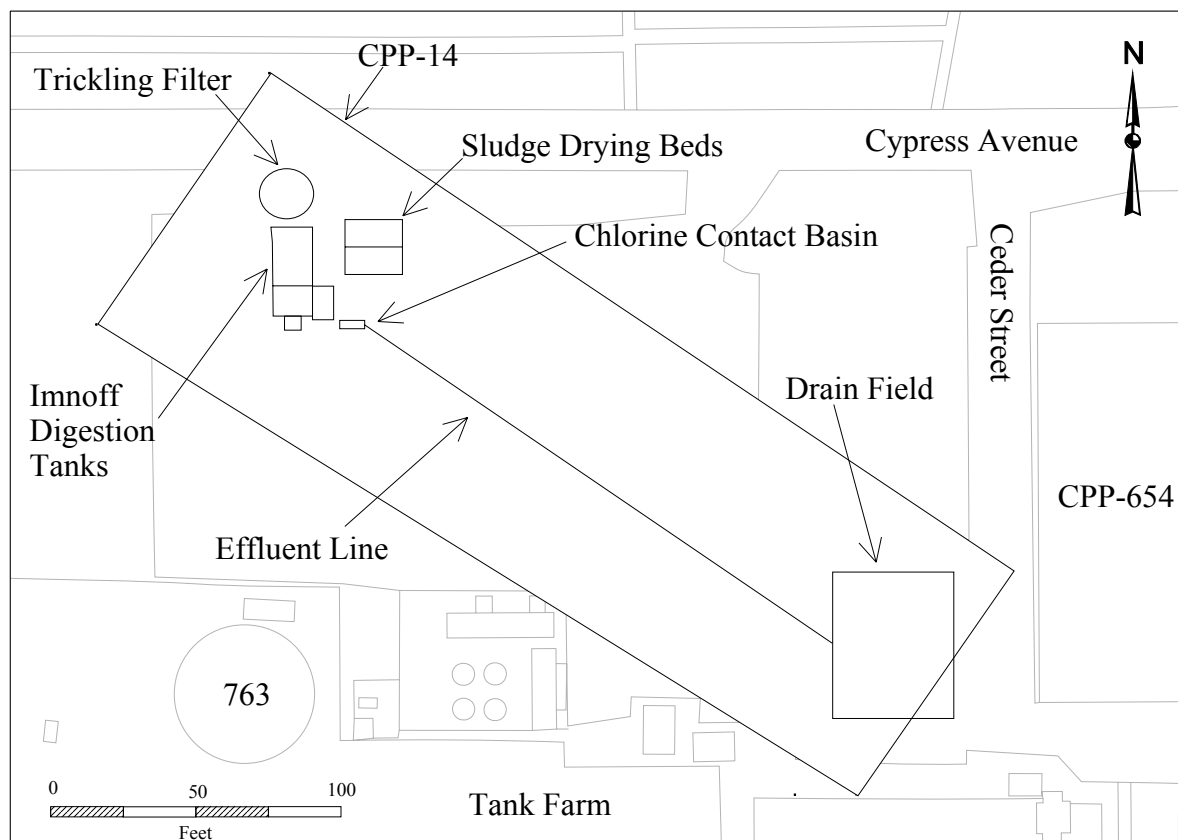 CPP-14
Trickling Filter
N
Cypress Avenue
Sludge Drying Beds
Chlorine Contact Basin
Ceder Street
Imnoff
Digestion
Tanks
Drain Field
CPP-654
Effluent Line
763
0 50 100
Feet
Tank Farm